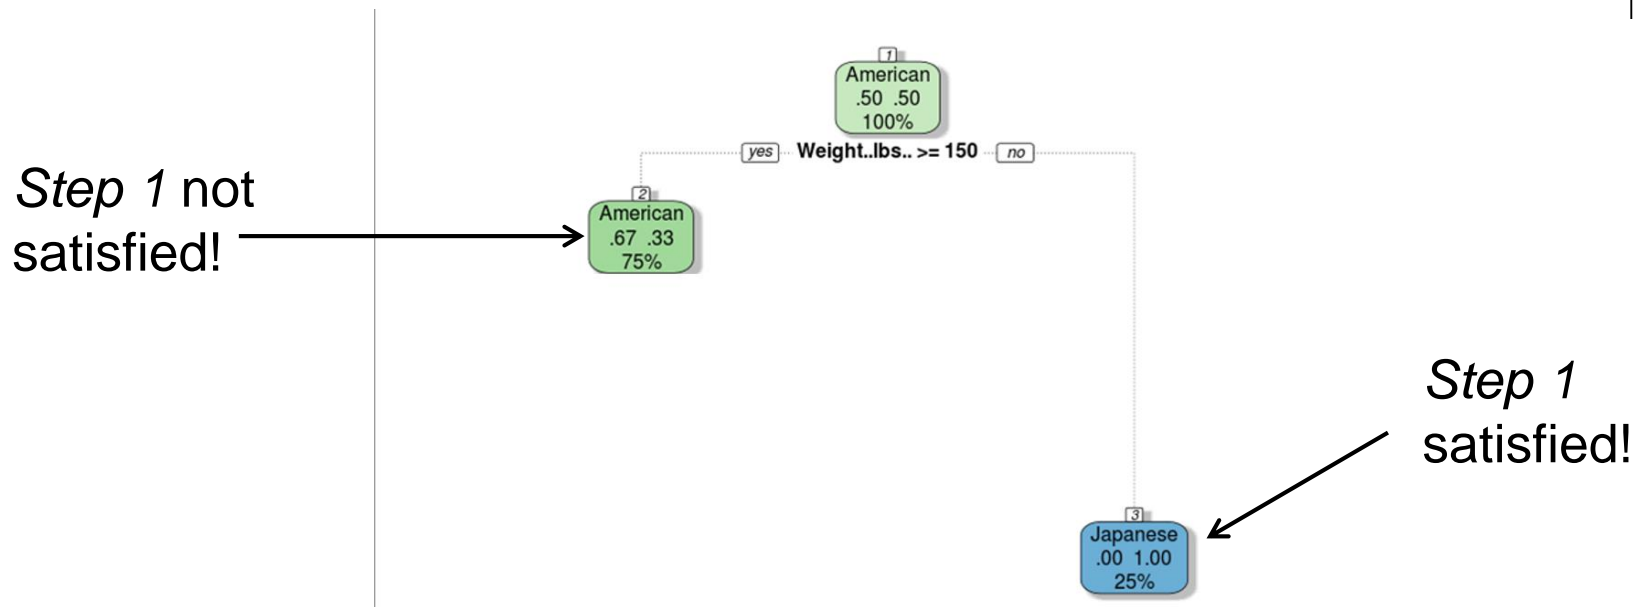 1
American
.50 .50
100%
yes Weight..lbs.. >= 150 no
2
American
.67 .33
75%
Step 1 not
satisfied!
Step 1
satisfied!
3
Japanese
.00 1.00
25%